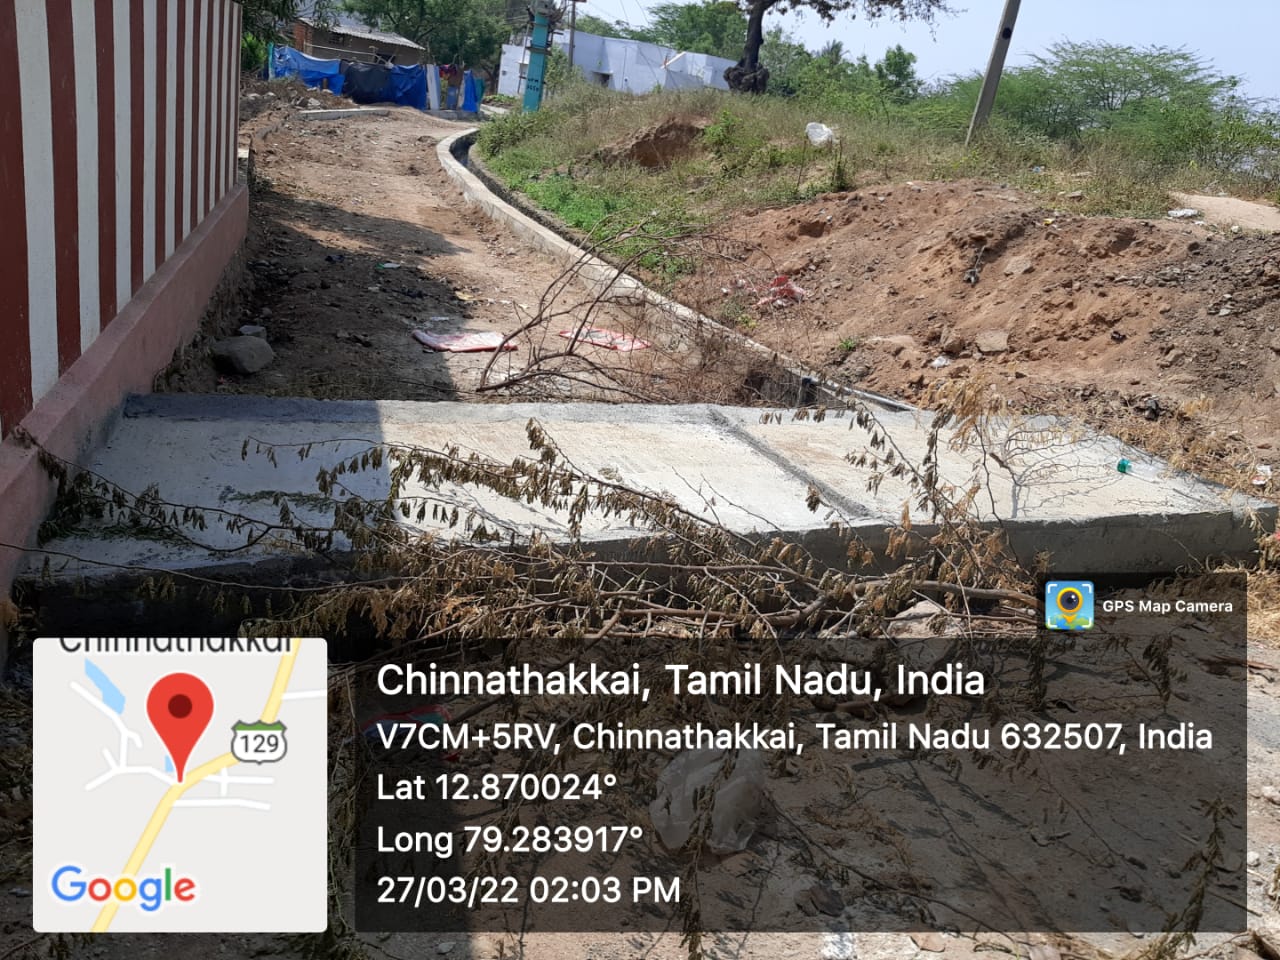 GPS Map Camera
Chinnathakkai
129
Google
Chinnathakkai, Tamil Nadu, India
V7CM+5RV, Chinnathakkai, Tamil Nadu 632507, India
Lat 12.870024°
Long 79.283917°
27/03/22 02:03 PM